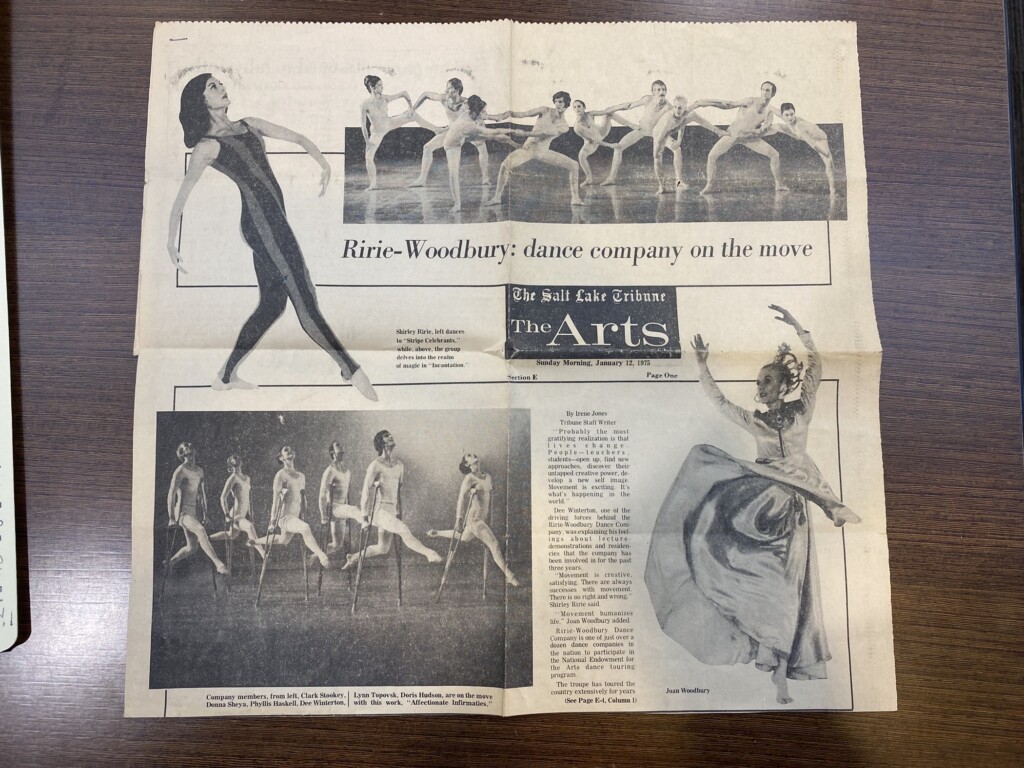 Ririe-Woodbury: dance company on the move
Shirley Ririe, left dances
in "Stripe Celebrants,"
while, above, the group
delves into the realm
of magic in "Incantation."
The Salt Lake Tribune
The Arts
Sunday Morning, January 12, 1975
Section E Page One
By Irene Jones
Tribune Staff Writer
"Probably the most
gratifying realization is that
lives change.
People—teachers,
students—open up, find new
approaches, discover their
untapped creative power, de-
velop a new self image.
Movement is exciting. It's
what's happening in the
world."
Dee Winterton, one of the
driving forces behind the
Ririe-Woodbury Dance Com-
pany, was explaining his feel-
ings about lecture-
demonstrations and residen-
cies that the company has
been involved in for the past
three years.
"Movement is creative,
satisfying. There are always
successes with movement.
There is no right and wrong,"
Shirley Ririe said.
"Movement humanizes
life," Joan Woodbury added.
Ririe-Woodbury Dance
Company is one of just over a
dozen dance companies in
the nation to participate in
the National Endowment for
the Arts dance touring
program.
The troupe has toured the
country extensively for years
(See Page E-4, Column 1)
Company members, from left, Clark Stookey,
Donna Sheya, Phyllis Haskell, Dee Winterton,
Lynn Topovsk, Doris Hudson, are on the move
with this work, "Affectionate Infirmaties."
Joan Woodbury